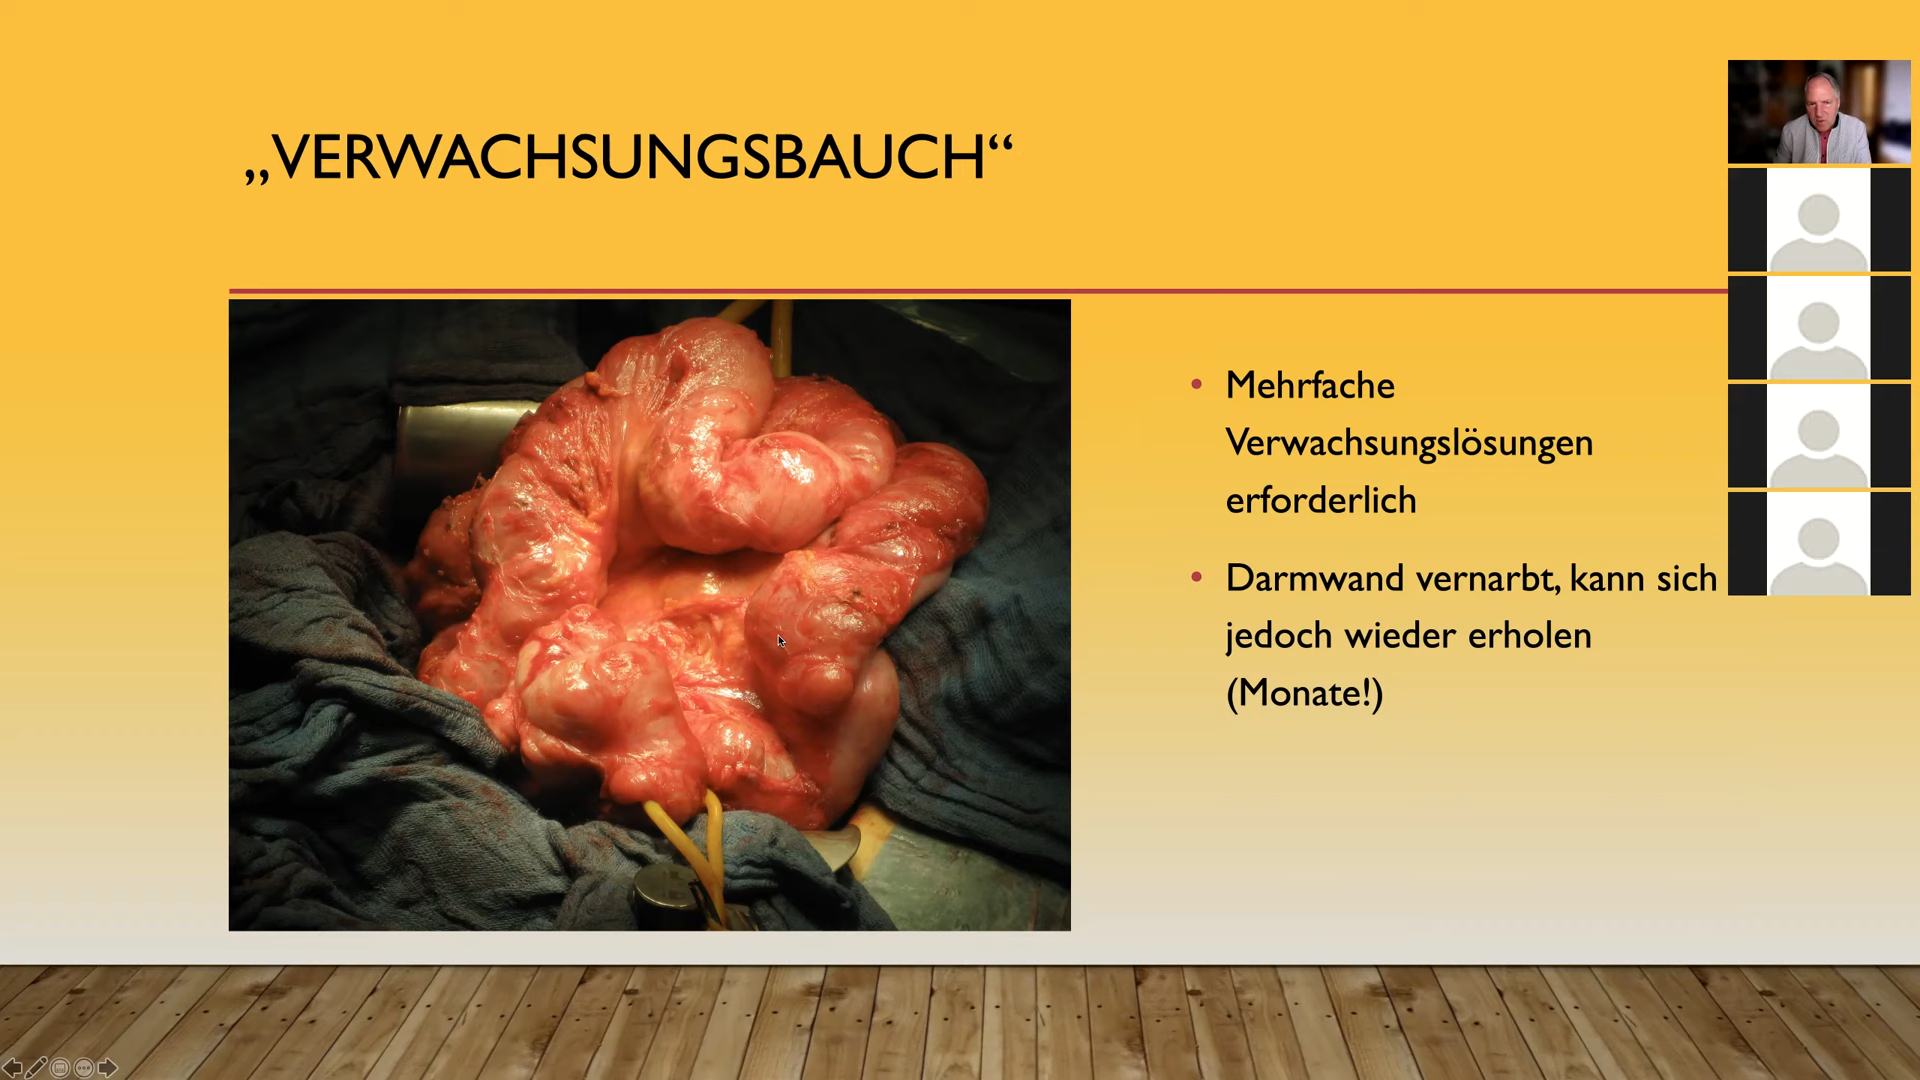 „VERWACHSUNGSBAUCH“
• Mehrfache
Verwachsungslösungen
erforderlich
• Darmwand vernarbt, kann sich
jedoch wieder erholen
(Monate!)